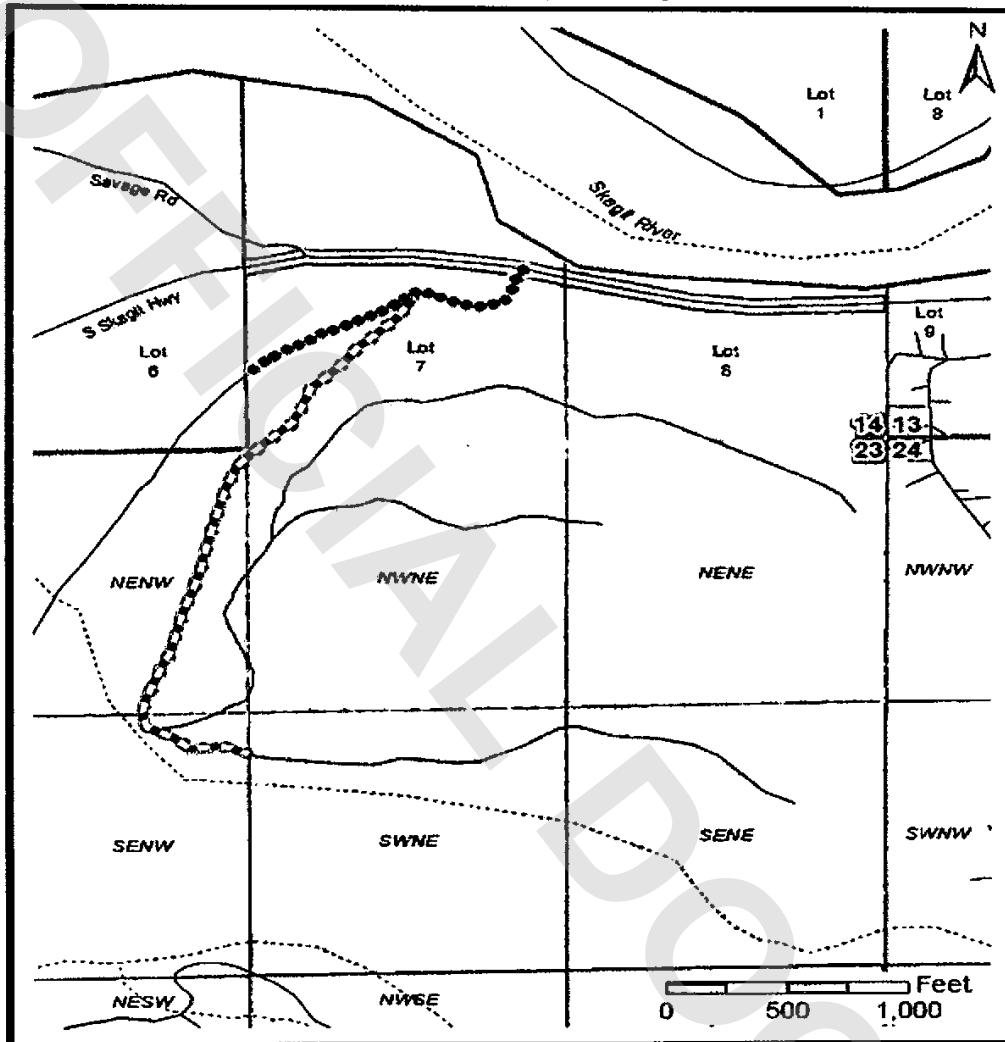 N
Lot
1
Lot
8
Savage Rd
Skagit River
S Skagit Hwy
Lot
9
Lot
6
Lot
7
Lot
8
14 13
23 24
NENW
NWNE
NENE
NWNW
SENW
SWNE
SENE
SWNW
NESW
NWSE
Feet
0 500 1,000
OFFICIAL DOC